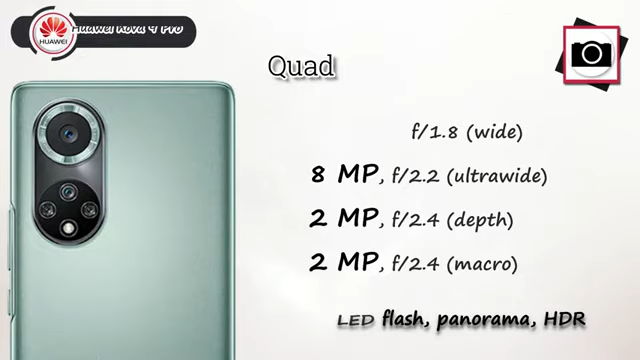 HUAWEI
Huawei Nova 9 Pro
Quad
f/1.8 (wide)
8 MP, f/2.2 (ultrawide)
2 MP, f/2.4 (depth)
2 MP, f/2.4 (macro)
LED flash, panorama, HDR